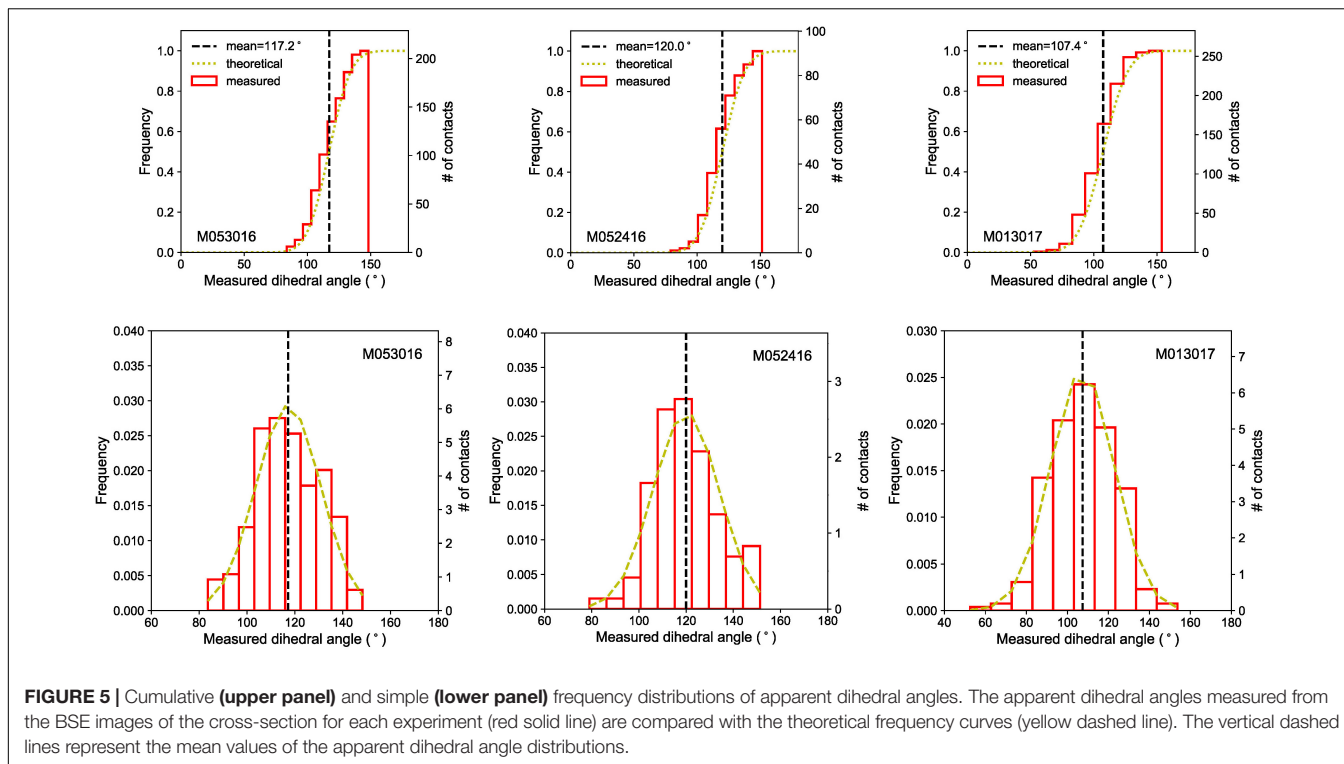 mean=117.2°
theoretical
measured
1.0
0.8
0.6
0.4
0.2
0.0
Frequency
200
150
100
50
0
# of contacts
M053016
0 50 100 150
Measured dihedral angle (°)
mean=120.0°
theoretical
measured
1.0
0.8
0.6
0.4
0.2
0.0
Frequency
100
80
60
40
20
0
# of contacts
M052416
0 50 100 150
Measured dihedral angle (°)
mean=107.4°
theoretical
measured
1.0
0.8
0.6
0.4
0.2
0.0
Frequency
250
200
150
100
50
0
# of contacts
M013017
0 50 100 150
Measured dihedral angle (°)
M053016
0.040
0.035
0.030
0.025
0.020
0.015
0.010
0.005
0.000
Frequency
8
7
6
5
4
3
2
1
0
# of contacts
60 80 100 120 140 160 180
Measured dihedral angle (°)
M052416
0.040
0.035
0.030
0.025
0.020
0.015
0.010
0.005
0.000
Frequency
3
2
1
0
# of contacts
60 80 100 120 140 160 180
Measured dihedral angle (°)
M013017
0.030
0.025
0.020
0.015
0.010
0.005
0.000
Frequency
7
6
5
4
3
2
1
0
# of contacts
40 60 80 100 120 140 160 180
Measured dihedral angle (°)
FIGURE 5 | Cumulative (upper panel) and simple (lower panel) frequency distributions of apparent dihedral angles. The apparent dihedral angles measured from
the BSE images of the cross-section for each experiment (red solid line) are compared with the theoretical frequency curves (yellow dashed line). The vertical dashed
lines represent the mean values of the apparent dihedral angle distributions.